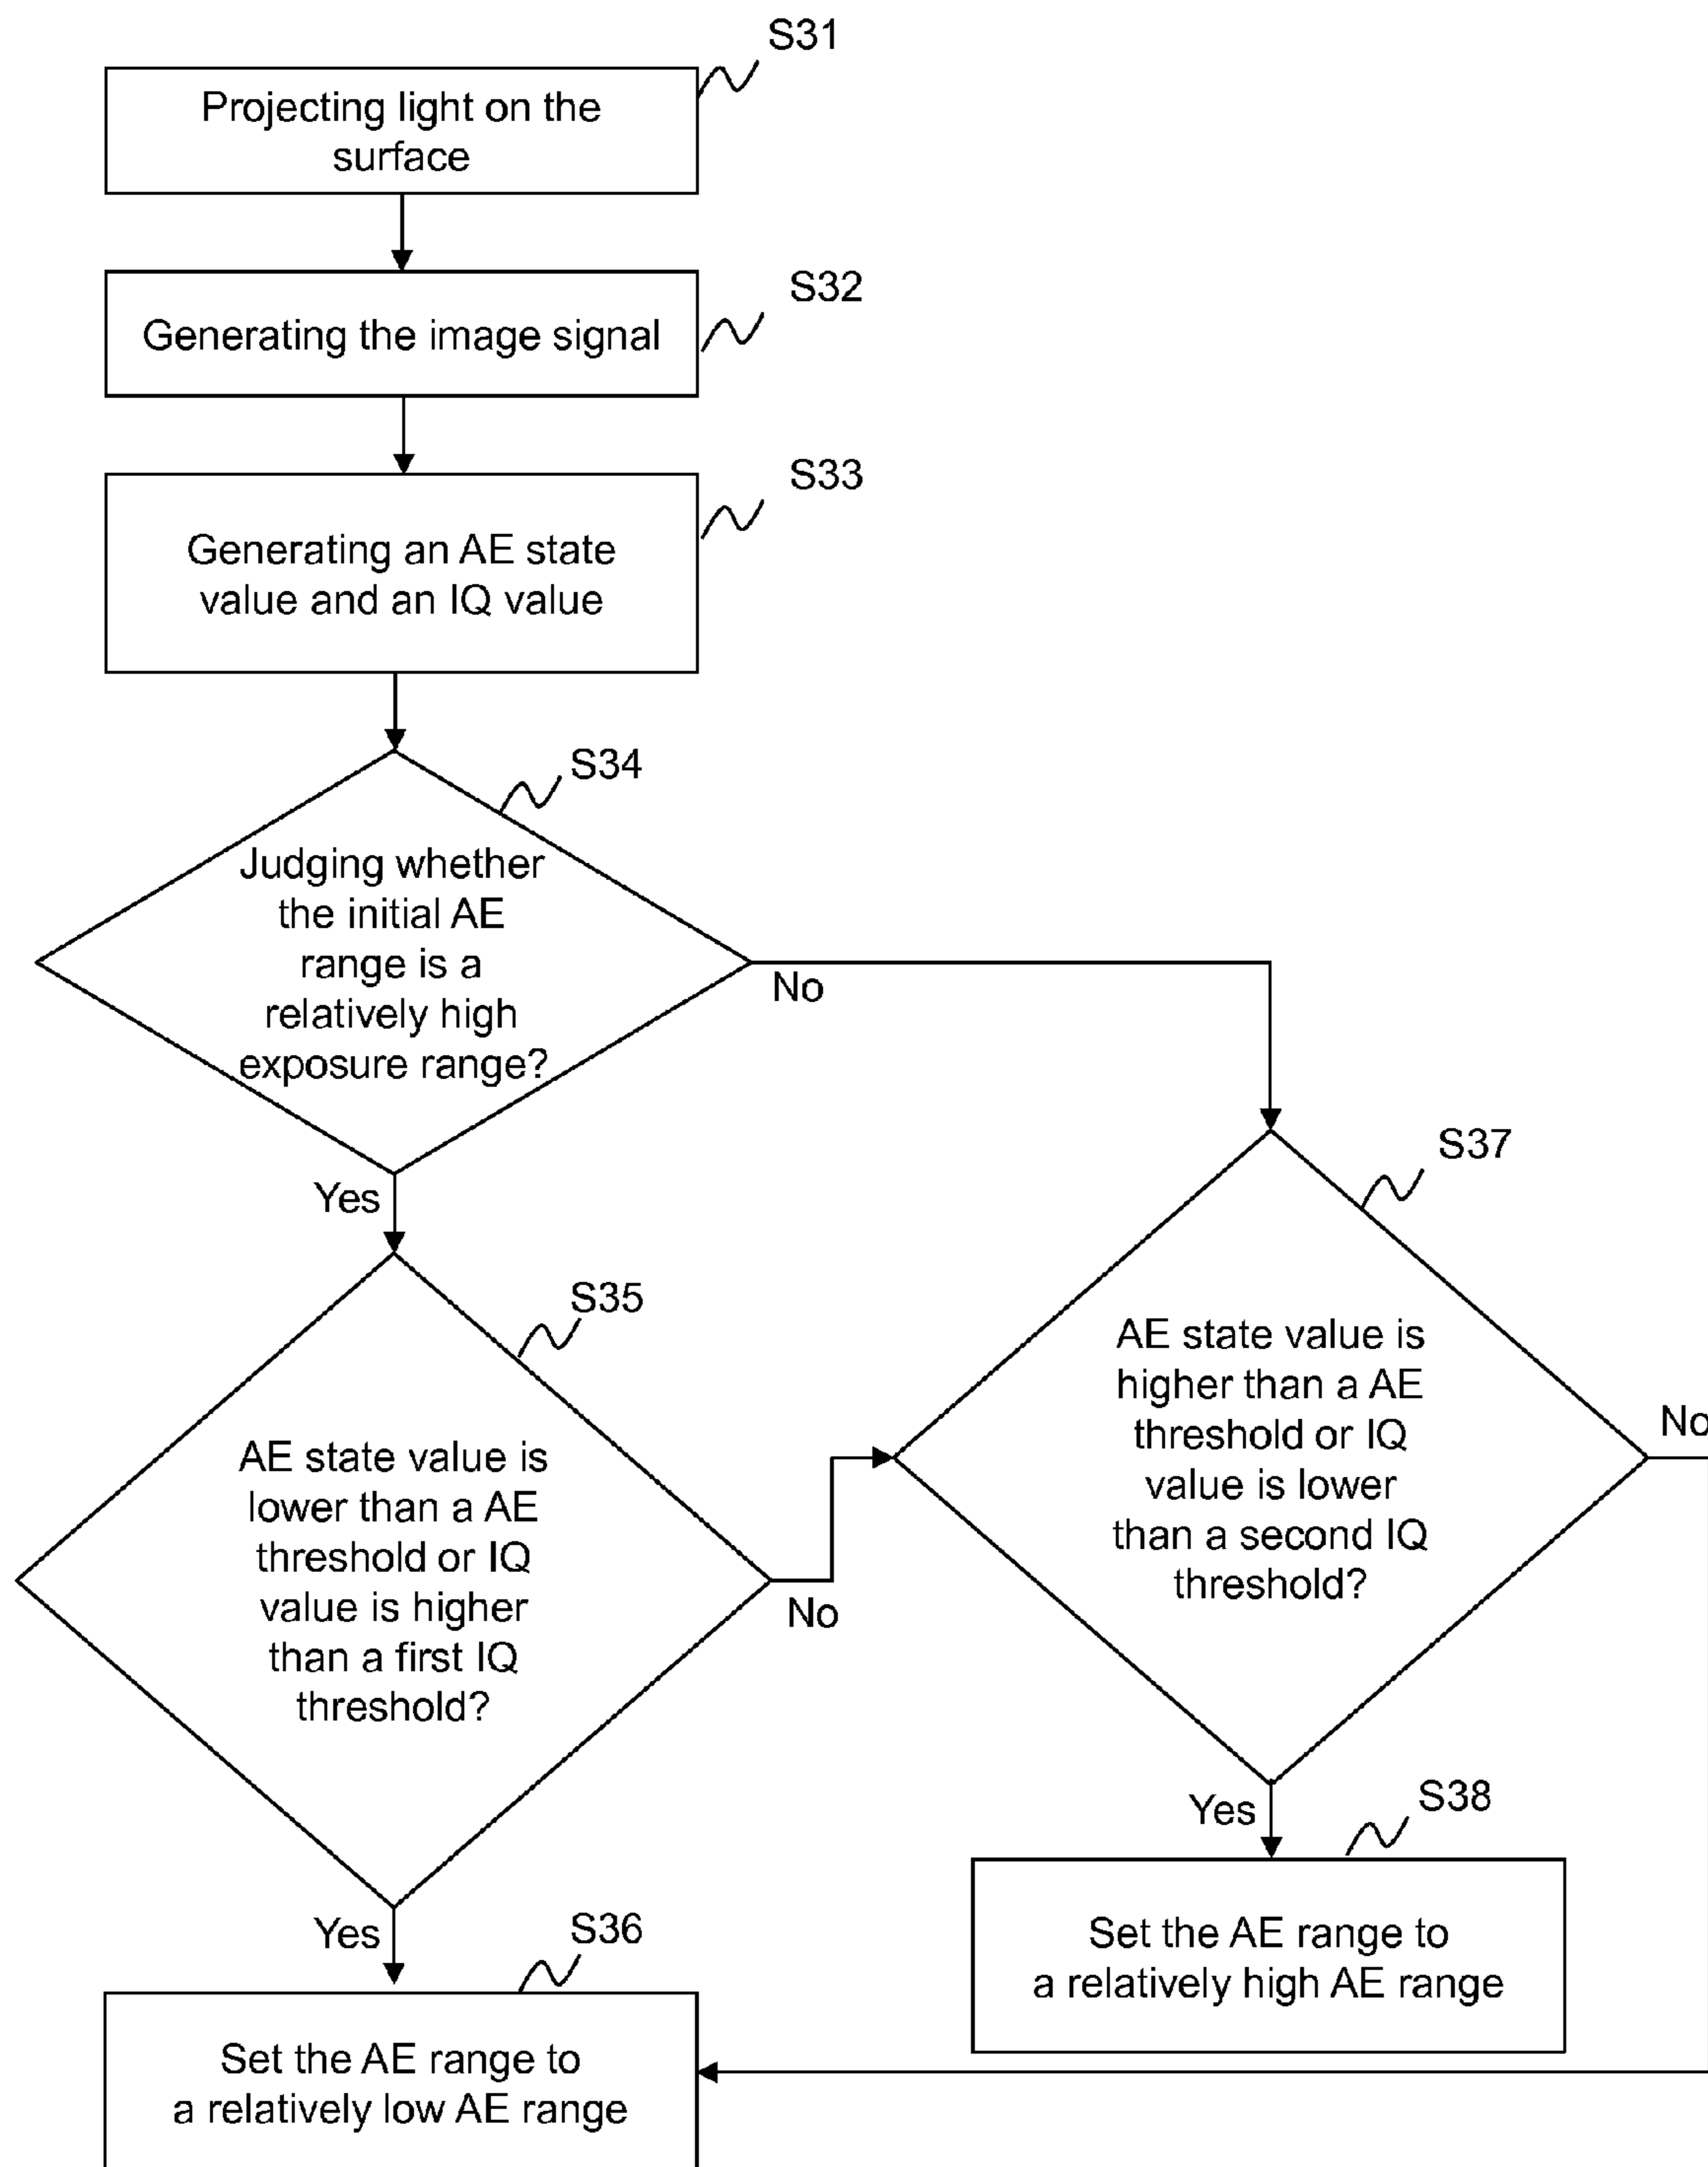 S31
Projecting light on the
surface
S32
Generating the image signal
S33
Generating an AE state
value and an IQ value
S34
Judging whether
the initial AE
range is a
relatively high
exposure range?
No
Yes
S37
AE state value is
higher than a AE
threshold or IQ
value is lower
than a second IQ
threshold?
No
S35
AE state value is
lower than a AE
threshold or IQ
value is higher
than a first IQ
threshold?
No
Yes
S38
Set the AE range to
a relatively high AE range
Yes
S36
Set the AE range to
a relatively low AE range